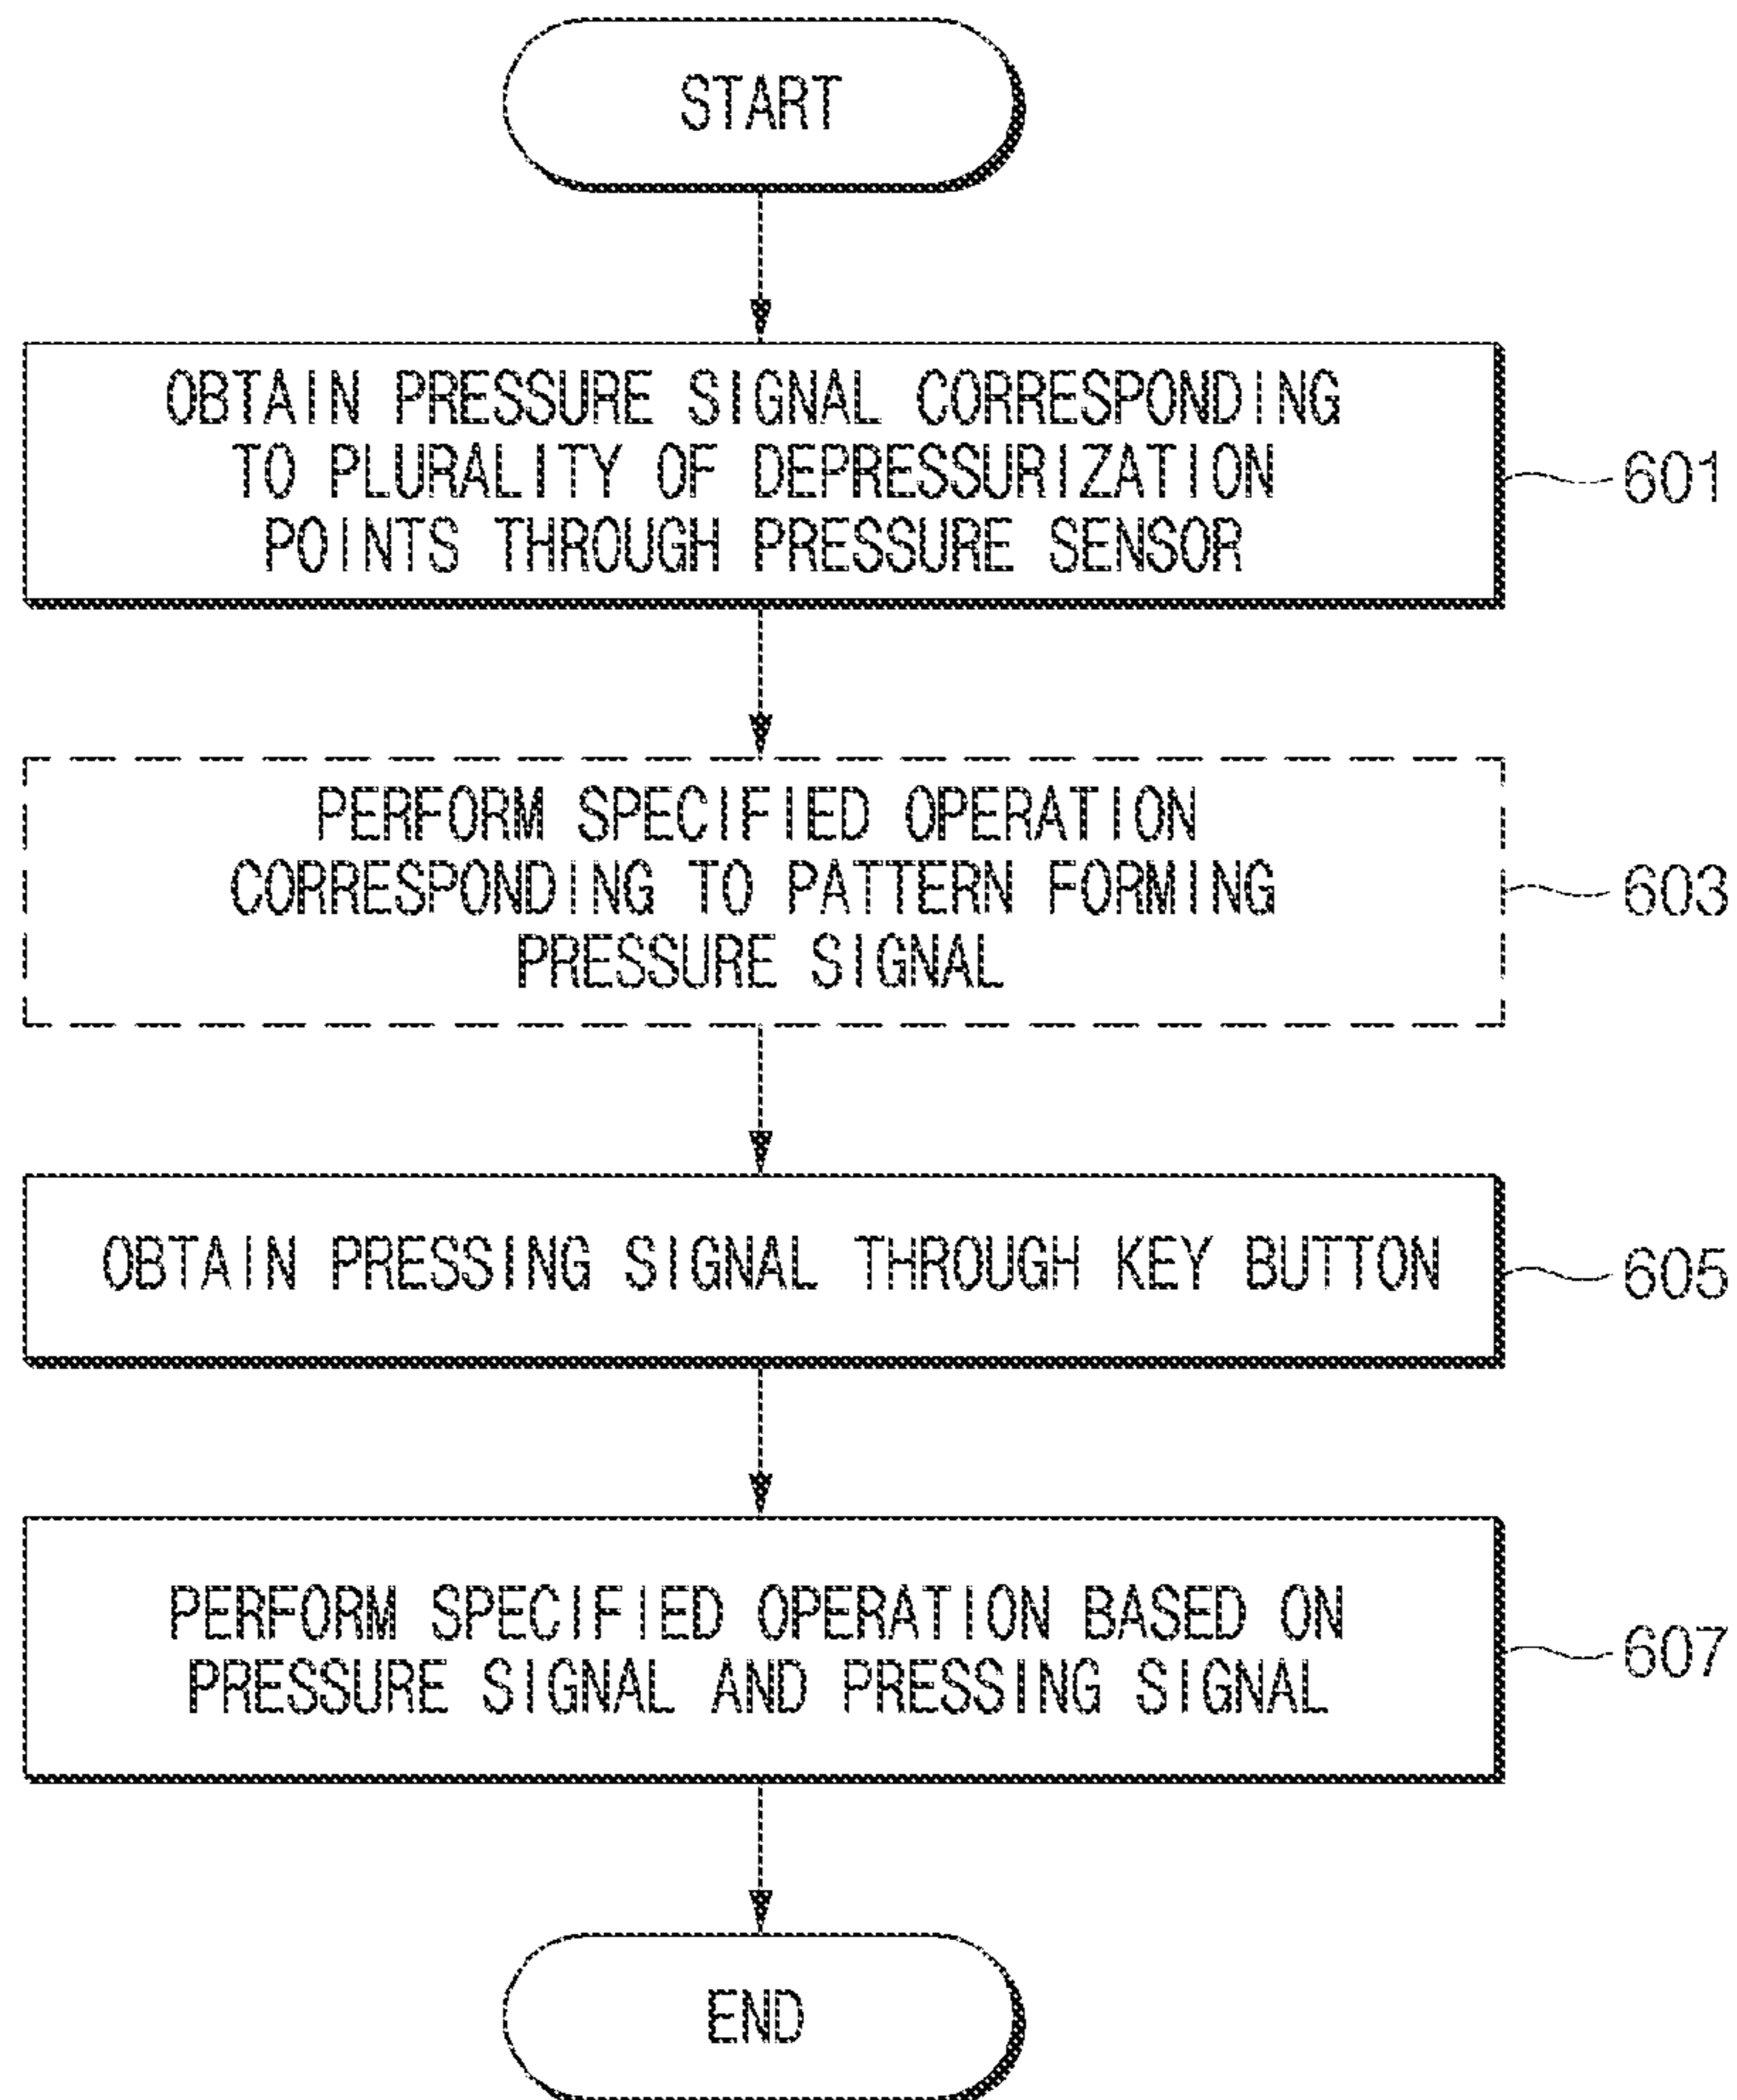 START
OBTAIN PRESSURE SIGNAL CORRESPONDING
TO PLURALITY OF DEPRESSURIZATION
POINTS THROUGH PRESSURE SENSOR
601
PERFORM SPECIFIED OPERATION
CORRESPONDING TO PATTERN FORMING
PRESSURE SIGNAL
603
OBTAIN PRESSING SIGNAL THROUGH KEY BUTTON
605
PERFORM SPECIFIED OPERATION BASED ON
PRESSURE SIGNAL AND PRESSING SIGNAL
607
END